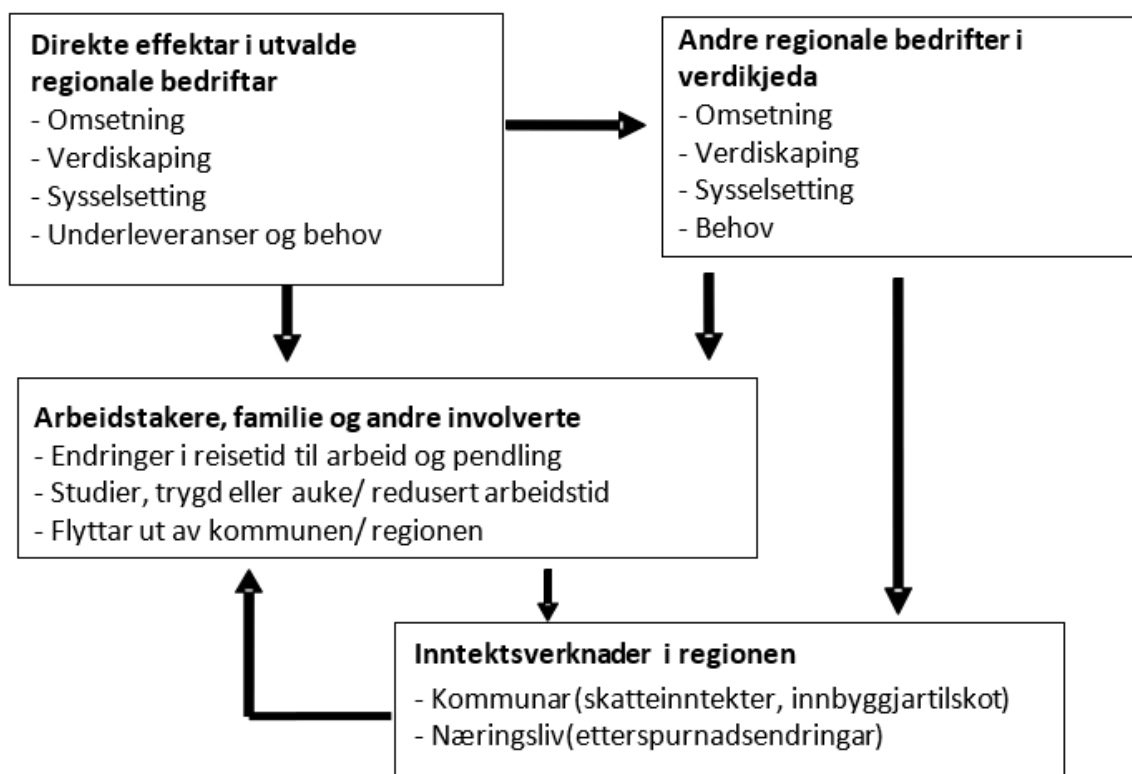 Direkte effektar i utvalde
regionale bedriftar
- Omsetning
- Verdiskaping
- Sysselsetting
- Underleveranser og behov
Andre regionale bedrifter i
verdikjeda
- Omsetning
- Verdiskaping
- Sysselsetting
- Behov
Arbeidstakere, familie og andre involverte
- Endringer i reisetid til arbeid og pendling
- Studier, trygd eller auke/ redusert arbeidstid
- Flyttar ut av kommunen/ regionen
Inntektsverknader i regionen
- Kommunar(skatteinntekter, innbyggjartilskot)
- Næringsliv(etterspurnadsendringar)